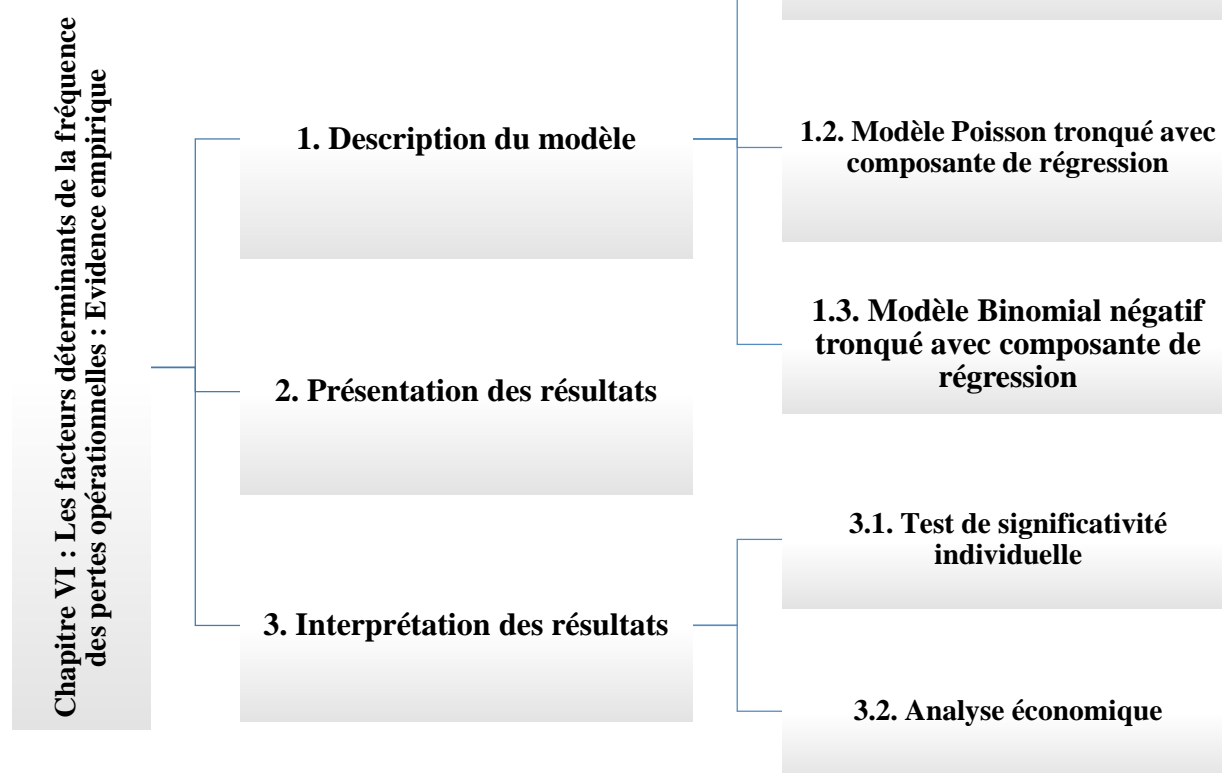 Chapitre VI : Les facteurs déterminants de la fréquence
des pertes opérationnelles : Evidence empirique
1. Description du modèle
1.2. Modèle Poisson tronqué avec
composante de régression
1.3. Modèle Binomial négatif
tronqué avec composante de
régression
2. Présentation des résultats
3. Interprétation des résultats
3.1. Test de significativité
individuelle
3.2. Analyse économique